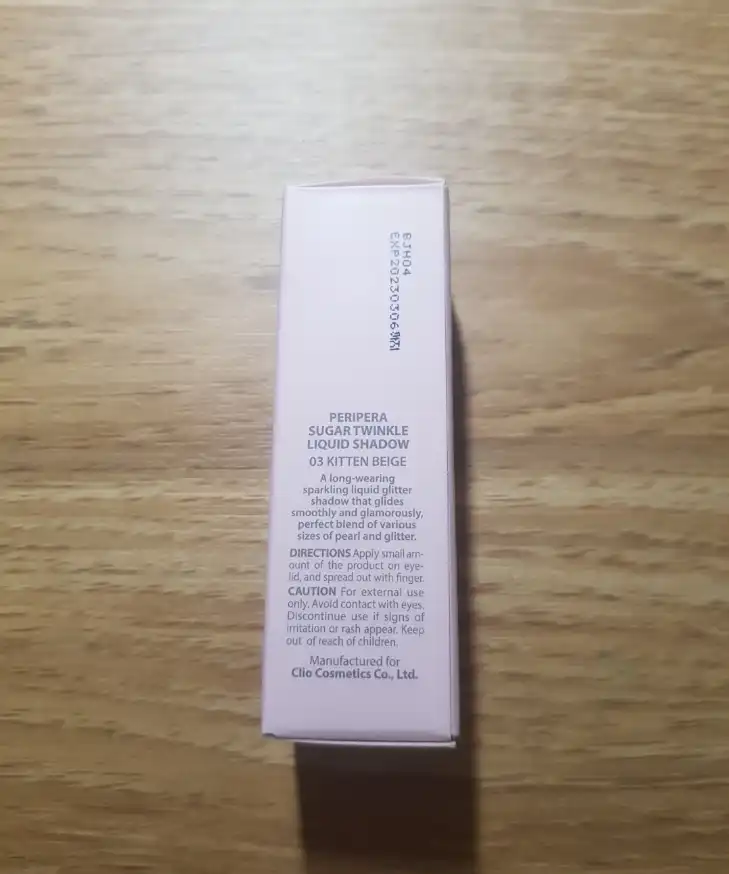 BJH04
EXP20230306까지
PERIPERA
SUGAR TWINKLE
LIQUID SHADOW
03 KITTEN BEIGE
A long-wearing
sparkling liquid glitter
shadow that glides
smoothly and glamorously,
perfect blend of various
sizes of pearl and glitter.
DIRECTIONS Apply small am-
ount of the product on eye-
lid, and spread out with finger.
CAUTION For external use
only. Avoid contact with eyes.
Discontinue use if signs of
irritation or rash appear. Keep
out of reach of children.
Manufactured for
Clio Cosmetics Co., Ltd.